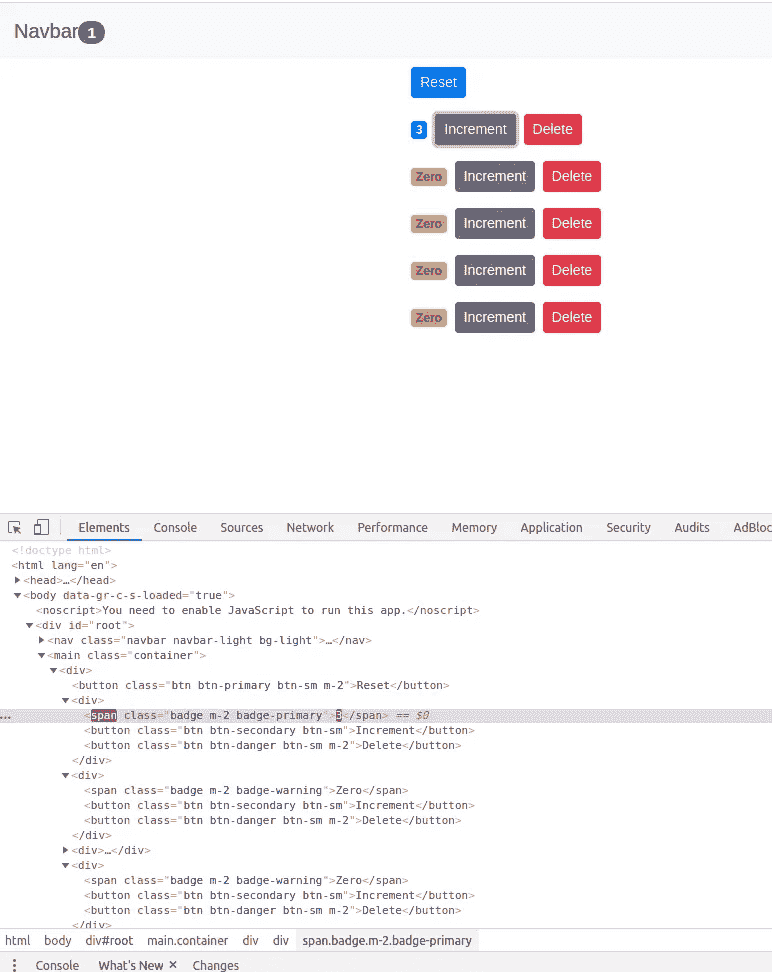 Navbar 1
Reset
3 Increment Delete
Zero Increment Delete
Zero Increment Delete
Zero Increment Delete
Zero Increment Delete
Elements Console Sources Network Performance Memory Application Security Audits AdBloc
<!doctype html>
<html lang="en">
<head>…</head>
<body data-gr-c-s-loaded="true">
<noscript>You need to enable JavaScript to run this app.</noscript>
<div id="root">
<nav class="navbar navbar-light bg-light">…</nav>
<main class="container">
<div>
<button class="btn btn-primary btn-sm m-2">Reset</button>
<div>
... <span class="badge m-2 badge-primary">3</span> == $0
<button class="btn btn-secondary btn-sm">Increment</button>
<button class="btn btn-danger btn-sm m-2">Delete</button>
</div>
<div>
<span class="badge m-2 badge-warning">Zero</span>
<button class="btn btn-secondary btn-sm">Increment</button>
<button class="btn btn-danger btn-sm m-2">Delete</button>
</div>
<div>…</div>
<div>
<span class="badge m-2 badge-warning">Zero</span>
<button class="btn btn-secondary btn-sm">Increment</button>
<button class="btn btn-danger btn-sm m-2">Delete</button>
</div>
html body div#root main.container div div span.badge.m-2.badge-primary
Console What's New × Changes